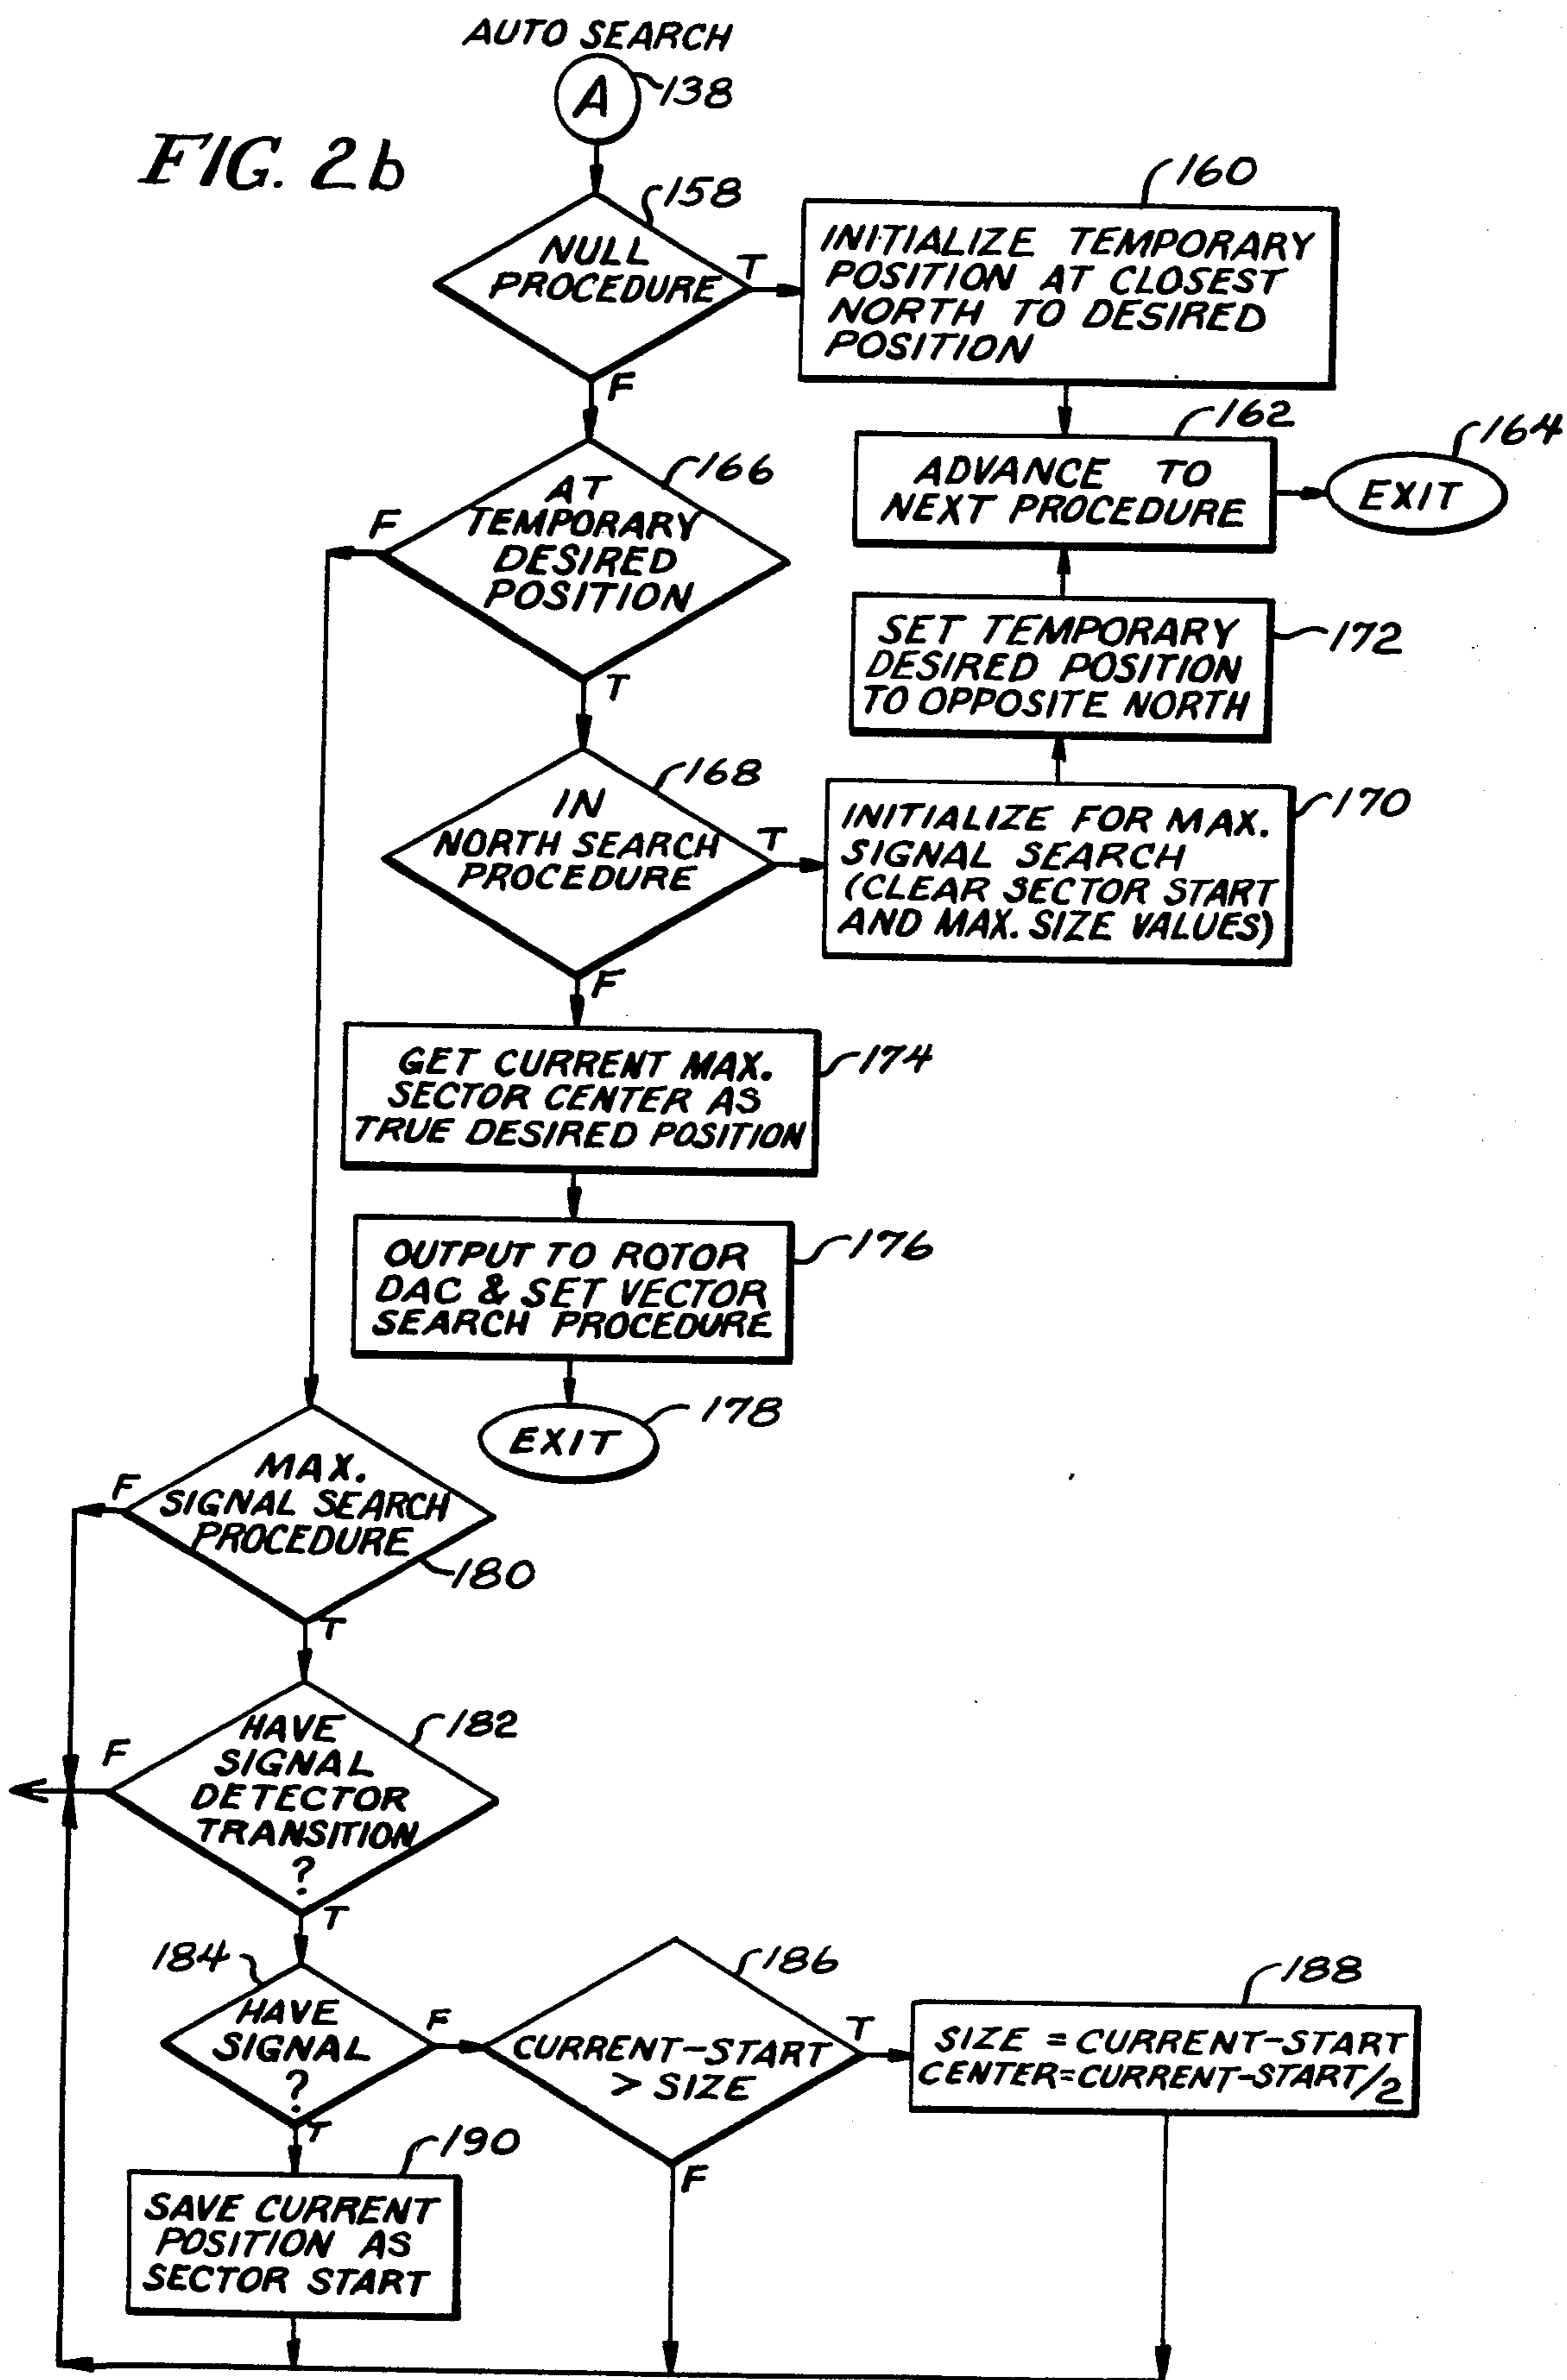 AUTO SEARCH
A
138
FIG. 2b
158
NULL
PROCEDURE
T
F
160
INITIALIZE TEMPORARY
POSITION AT CLOSEST
NORTH TO DESIRED
POSITION
162
ADVANCE TO
NEXT PROCEDURE
164
EXIT
166
AT
TEMPORARY
DESIRED
POSITION
F
T
SET TEMPORARY
DESIRED POSITION
TO OPPOSITE NORTH
172
168
IN
NORTH SEARCH
PROCEDURE
T
F
INITIALIZE FOR MAX.
SIGNAL SEARCH
(CLEAR SECTOR START
AND MAX. SIZE VALUES)
170
GET CURRENT MAX.
SECTOR CENTER AS
TRUE DESIRED POSITION
174
OUTPUT TO ROTOR
DAC & SET VECTOR
SEARCH PROCEDURE
176
EXIT
178
F
MAX.
SIGNAL SEARCH
PROCEDURE
180
T
F
HAVE
SIGNAL
DETECTOR
TRANSITION
?
182
T
184
HAVE
SIGNAL
?
F
T
186
CURRENT-START
> SIZE
T
F
188
SIZE = CURRENT-START
CENTER=CURRENT-START/2
190
SAVE CURRENT
POSITION AS
SECTOR START